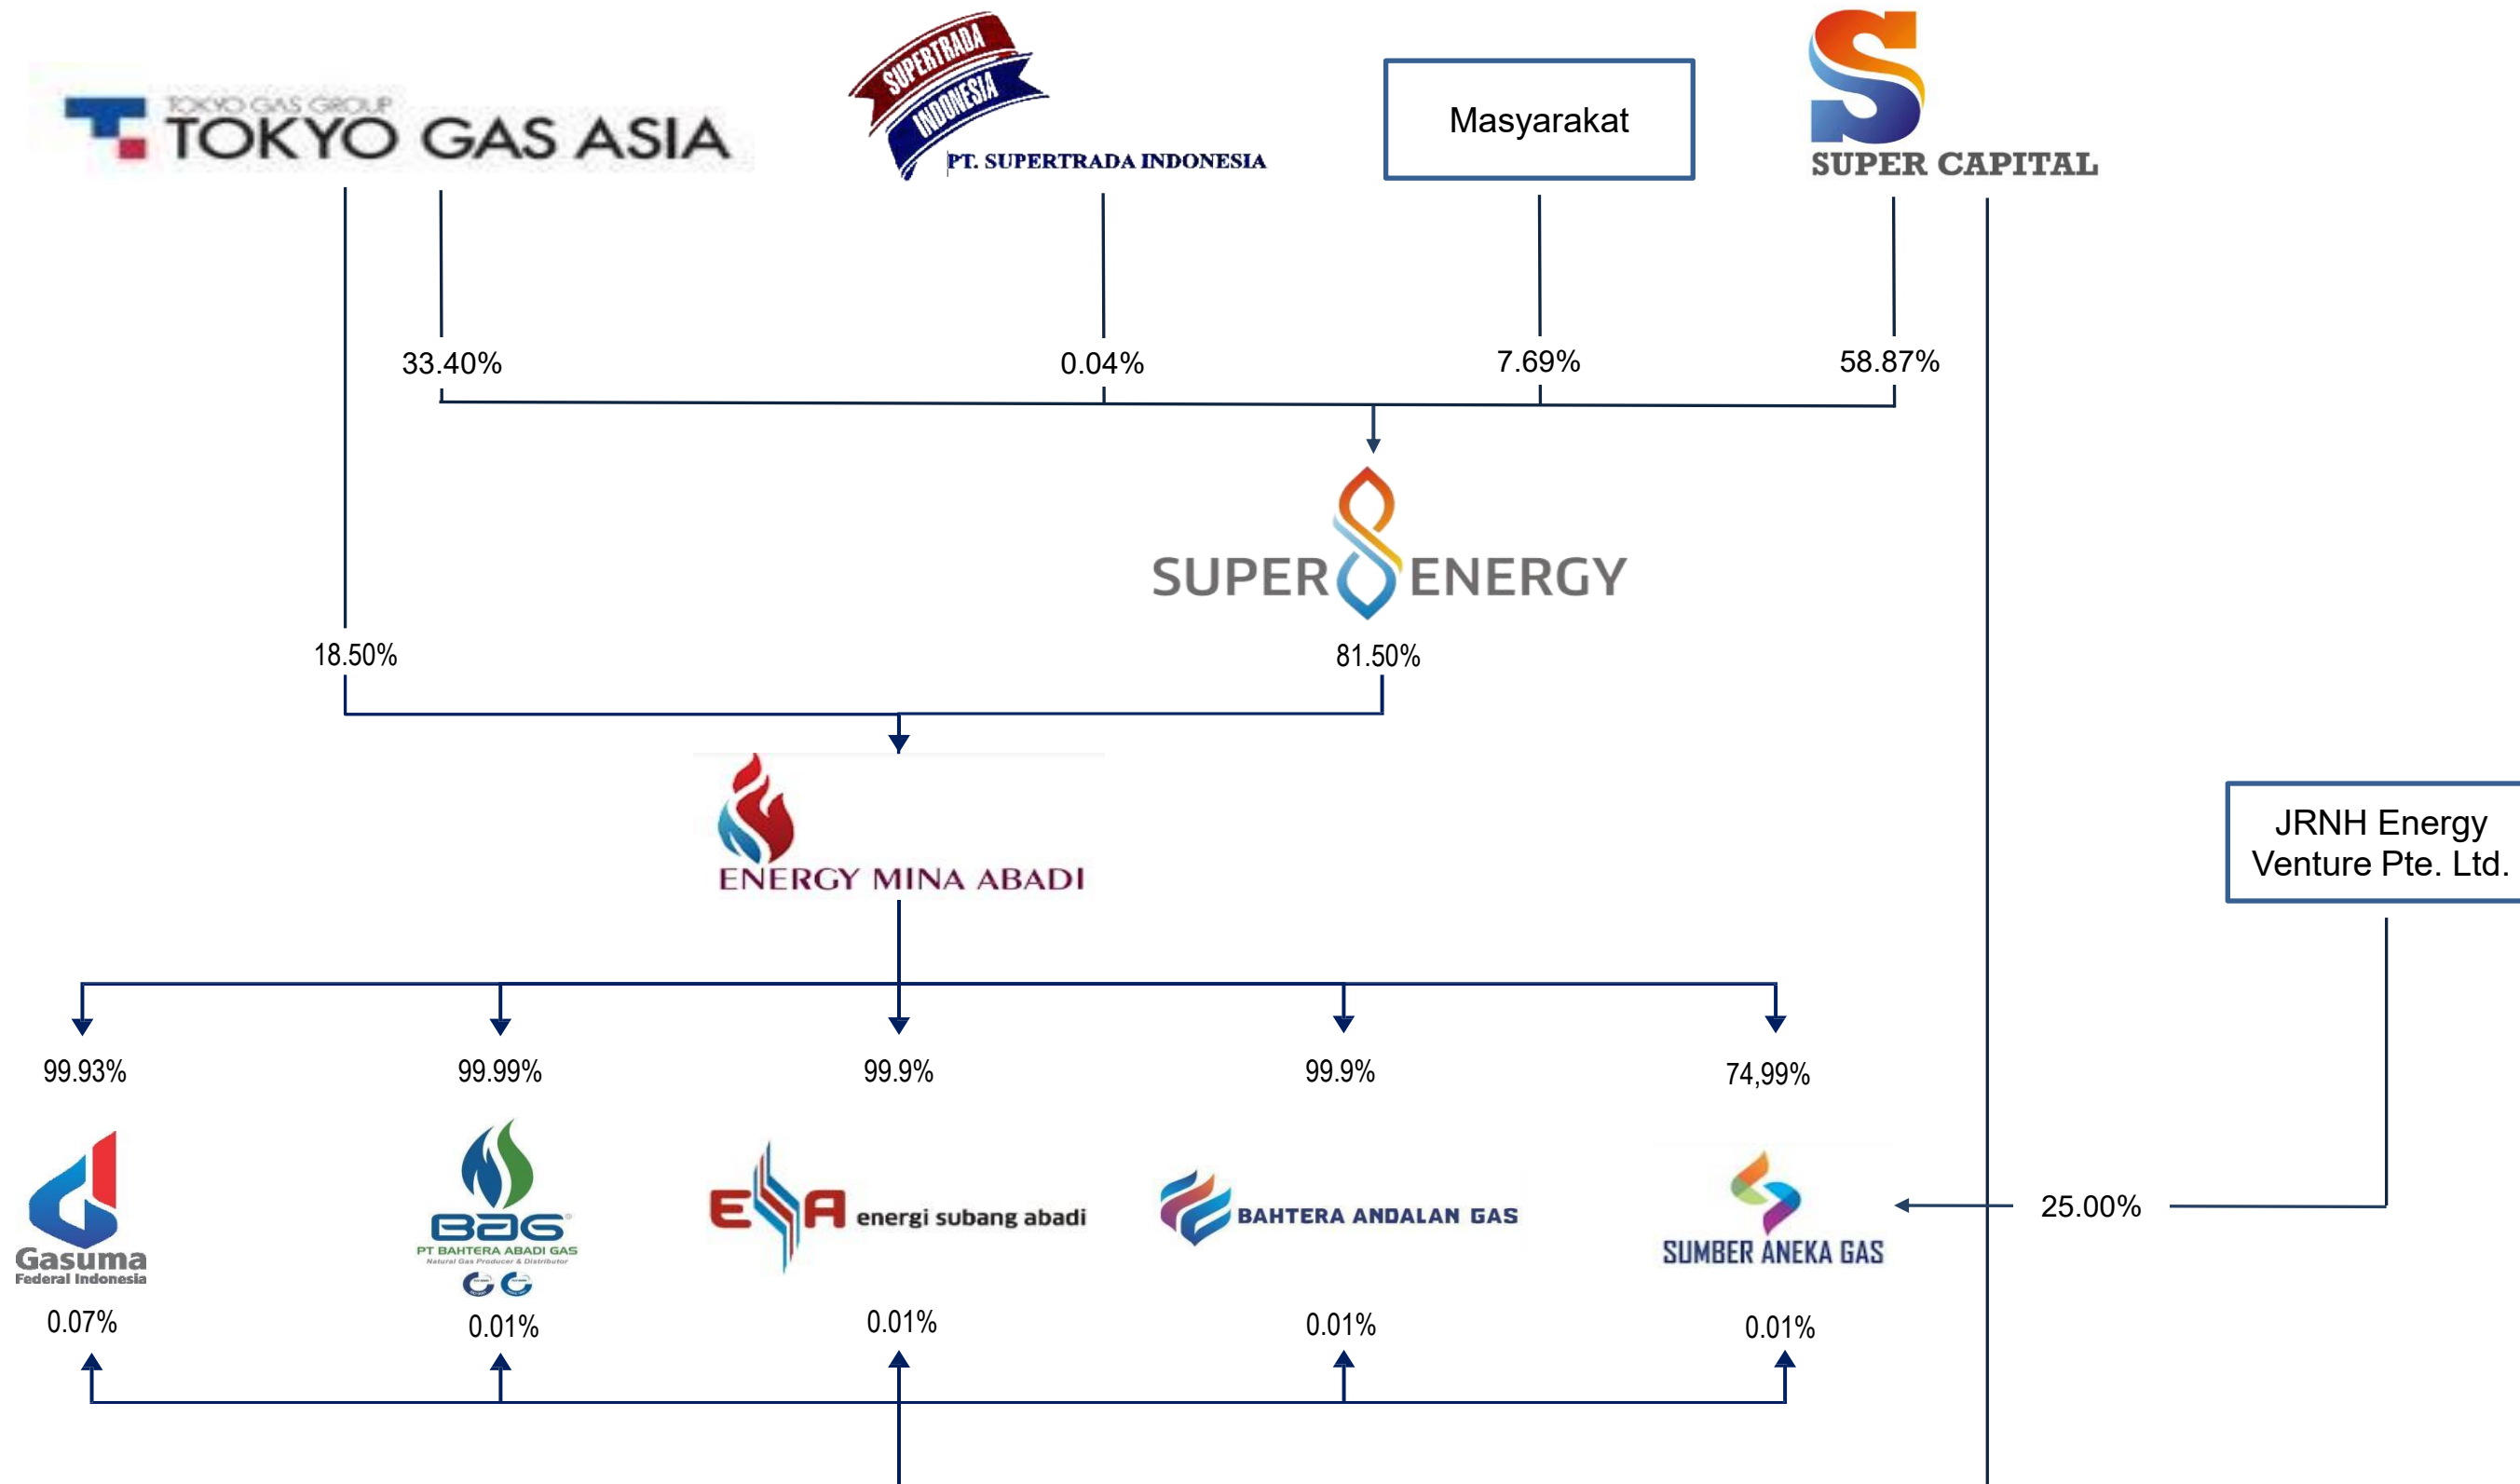 TOKYO GAS GROUP
TOKYO GAS ASIA
SUPERTRADA
INDONESIA
PT. SUPERTRADA INDONESIA
Masyarakat
SUPER CAPITAL
33.40%
0.04%
7.69%
58.87%
SUPER ENERGY
18.50%
81.50%
ENERGY MINA ABADI
JRNH Energy
Venture Pte. Ltd.
99.93%
99.99%
99.9%
99.9%
74,99%
Gasuma
Federal Indonesia
BAG
PT BAHTERA ABADI GAS
Natural Gas Producer & Distributor
ESA energi subang abadi
BAHTERA ANDALAN GAS
SUMBER ANEKA GAS
25.00%
0.07%
0.01%
0.01%
0.01%
0.01%